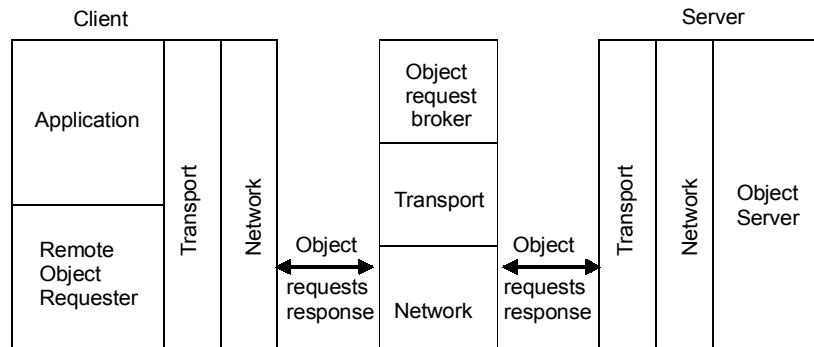 Client
Server
Application
Remote
Object
Requester
Transport
Network
Object
requests
response
Object
request
broker
Transport
Network
Object
requests
response
Transport
Network
Object
Server